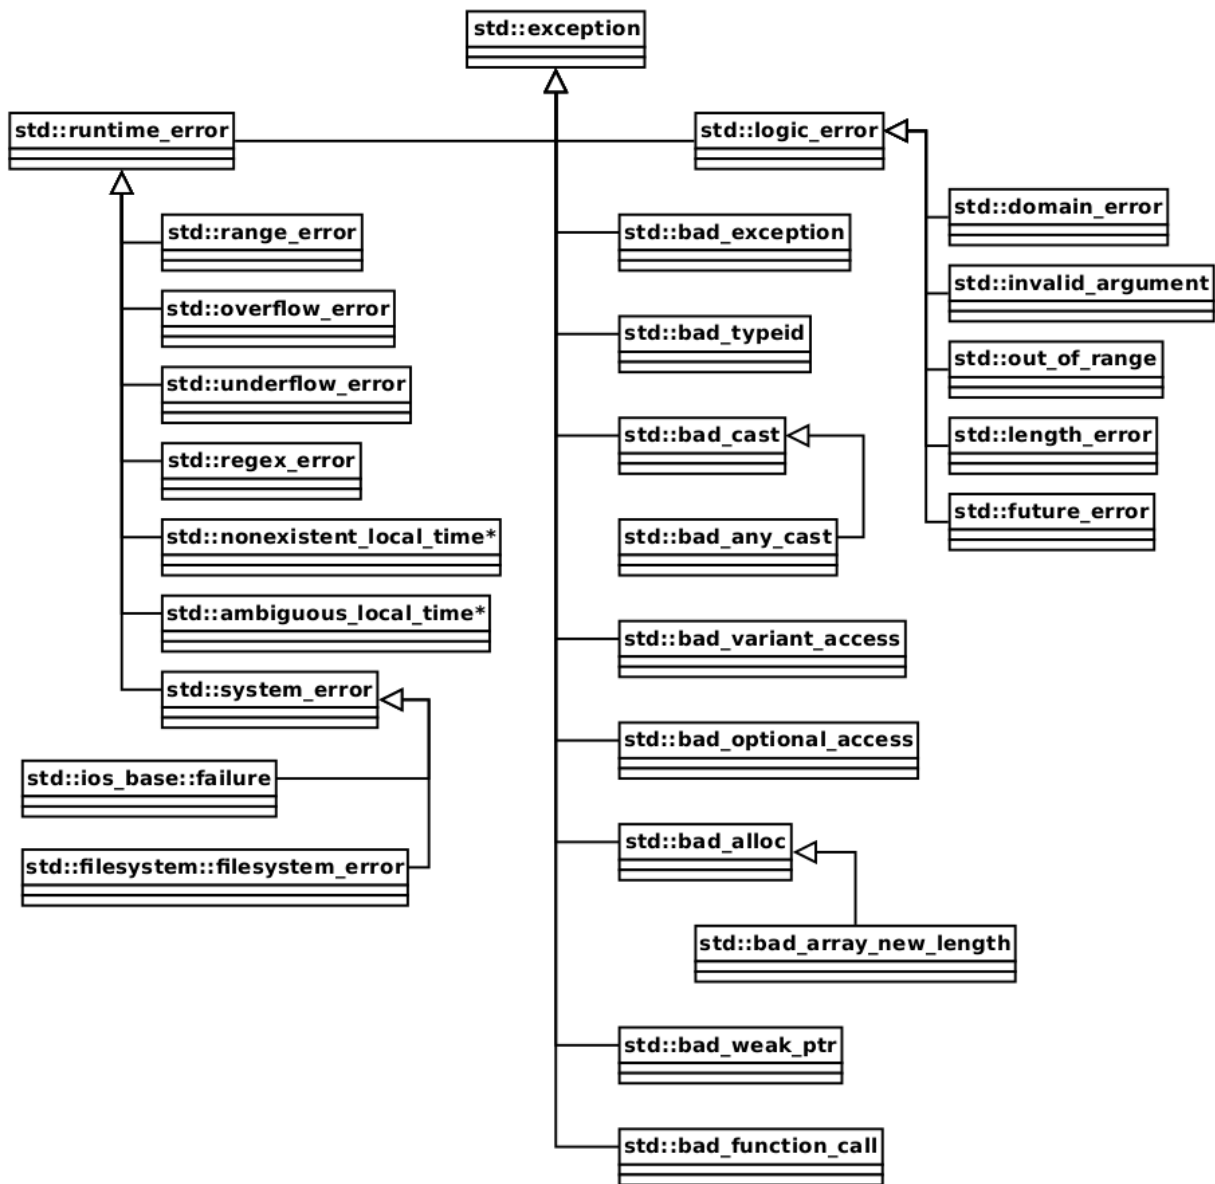 std::exception
std::runtime_error
std::logic_error
std::range_error
std::overflow_error
std::underflow_error
std::regex_error
std::nonexistent_local_time*
std::ambiguous_local_time*
std::system_error
std::ios_base::failure
std::filesystem::filesystem_error
std::bad_exception
std::bad_typeid
std::bad_cast
std::bad_any_cast
std::bad_variant_access
std::bad_optional_access
std::bad_alloc
std::bad_array_new_length
std::bad_weak_ptr
std::bad_function_call
std::domain_error
std::invalid_argument
std::out_of_range
std::length_error
std::future_error